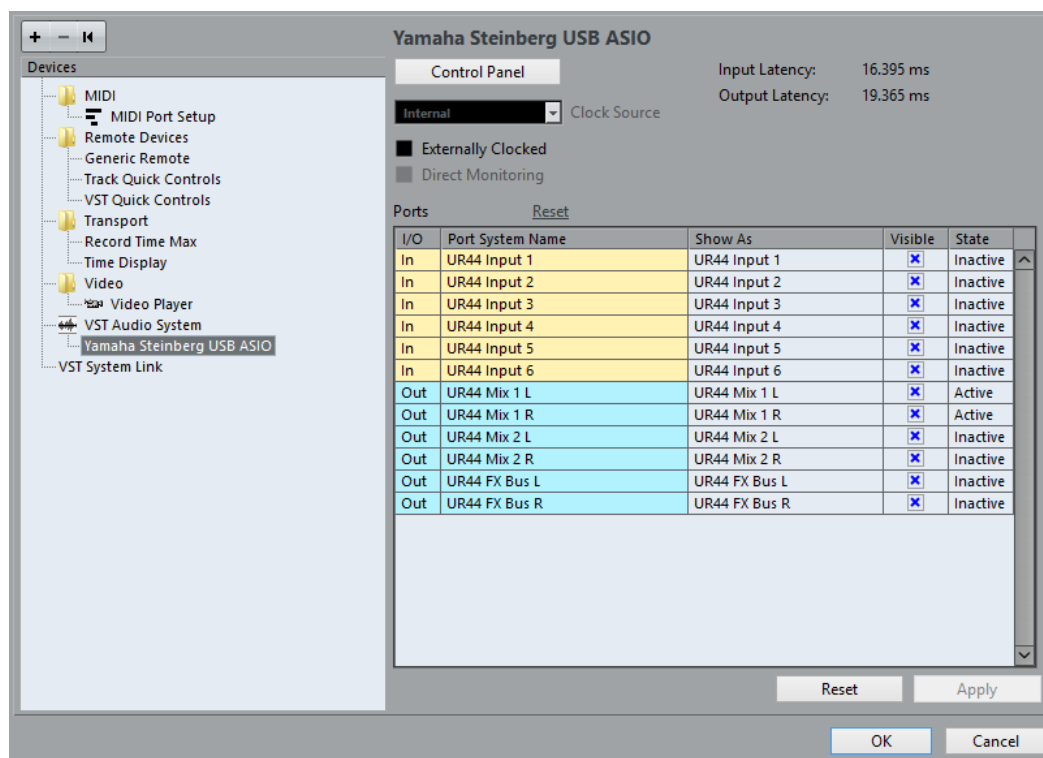 Devices
MIDI
MIDI Port Setup
Remote Devices
Generic Remote
Track Quick Controls
VST Quick Controls
Transport
Record Time Max
Time Display
Video
Video Player
VST Audio System
Yamaha Steinberg USB ASIO
VST System Link
Yamaha Steinberg USB ASIO
Control Panel
Input Latency: 16.395 ms
Output Latency: 19.365 ms
Internal Clock Source
Externally Clocked
Direct Monitoring
Ports Reset
I/O Port System Name Show As Visible State
In UR44 Input 1 UR44 Input 1 Inactive
In UR44 Input 2 UR44 Input 2 Inactive
In UR44 Input 3 UR44 Input 3 Inactive
In UR44 Input 4 UR44 Input 4 Inactive
In UR44 Input 5 UR44 Input 5 Inactive
In UR44 Input 6 UR44 Input 6 Inactive
Out UR44 Mix 1 L UR44 Mix 1 L Active
Out UR44 Mix 1 R UR44 Mix 1 R Active
Out UR44 Mix 2 L UR44 Mix 2 L Inactive
Out UR44 Mix 2 R UR44 Mix 2 R Inactive
Out UR44 FX Bus L UR44 FX Bus L Inactive
Out UR44 FX Bus R UR44 FX Bus R Inactive
Reset Apply
OK Cancel